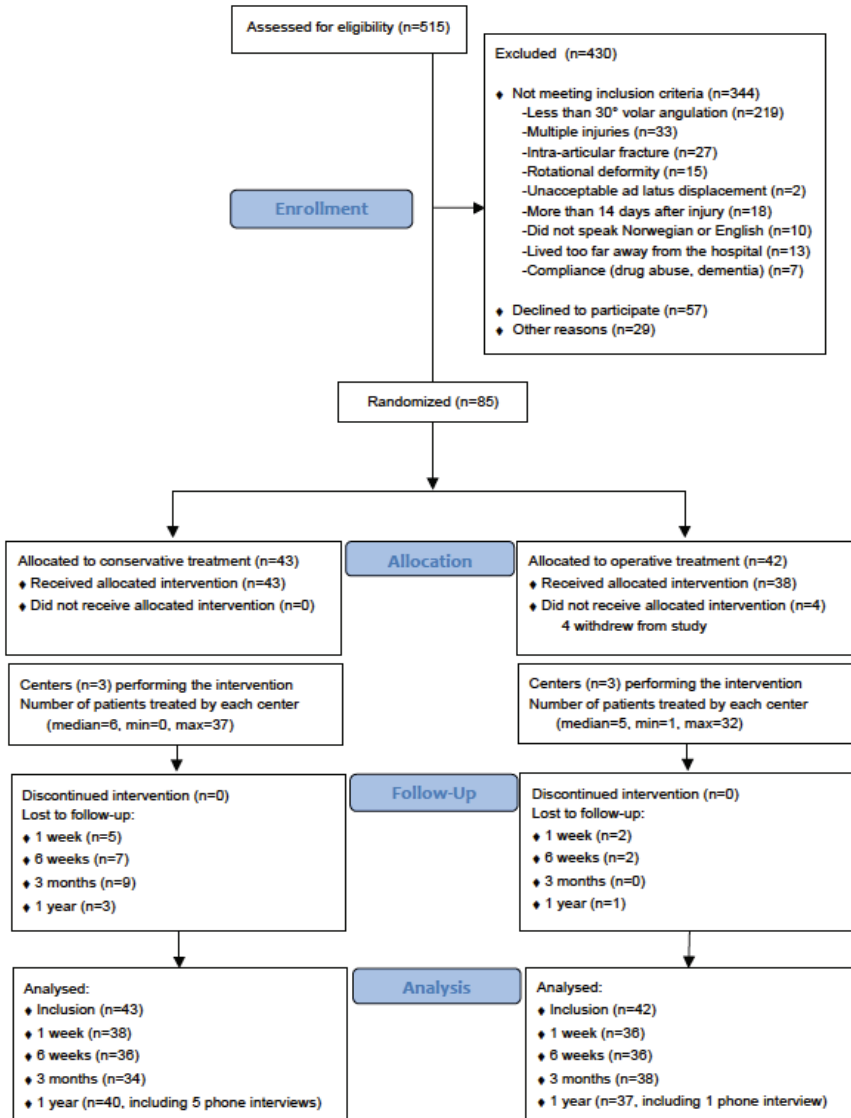 Assessed for eligibility (n=515)
Excluded (n=430)
♦ Not meeting inclusion criteria (n=344)
-Less than 30° volar angulation (n=219)
-Multiple injuries (n=33)
-Intra-articular fracture (n=27)
-Rotational deformity (n=15)
-Unacceptable ad latus displacement (n=2)
-More than 14 days after injury (n=18)
-Did not speak Norwegian or English (n=10)
-Lived too far away from the hospital (n=13)
-Compliance (drug abuse, dementia) (n=7)
♦ Declined to participate (n=57)
♦ Other reasons (n=29)
Enrollment
Randomized (n=85)
Allocation
Allocated to conservative treatment (n=43)
♦ Received allocated intervention (n=43)
♦ Did not receive allocated intervention (n=0)
Allocated to operative treatment (n=42)
♦ Received allocated intervention (n=38)
♦ Did not receive allocated intervention (n=4)
4 withdrew from study
Centers (n=3) performing the intervention
Number of patients treated by each center
(median=6, min=0, max=37)
Centers (n=3) performing the intervention
Number of patients treated by each center
(median=5, min=1, max=32)
Follow-Up
Discontinued intervention (n=0)
Lost to follow-up:
♦ 1 week (n=5)
♦ 6 weeks (n=7)
♦ 3 months (n=9)
♦ 1 year (n=3)
Discontinued intervention (n=0)
Lost to follow-up:
♦ 1 week (n=2)
♦ 6 weeks (n=2)
♦ 3 months (n=0)
♦ 1 year (n=1)
Analysis
Analysed:
♦ Inclusion (n=43)
♦ 1 week (n=38)
♦ 6 weeks (n=36)
♦ 3 months (n=34)
♦ 1 year (n=40, including 5 phone interviews)
Analysed:
♦ Inclusion (n=42)
♦ 1 week (n=36)
♦ 6 weeks (n=36)
♦ 3 months (n=38)
♦ 1 year (n=37, including 1 phone interview)